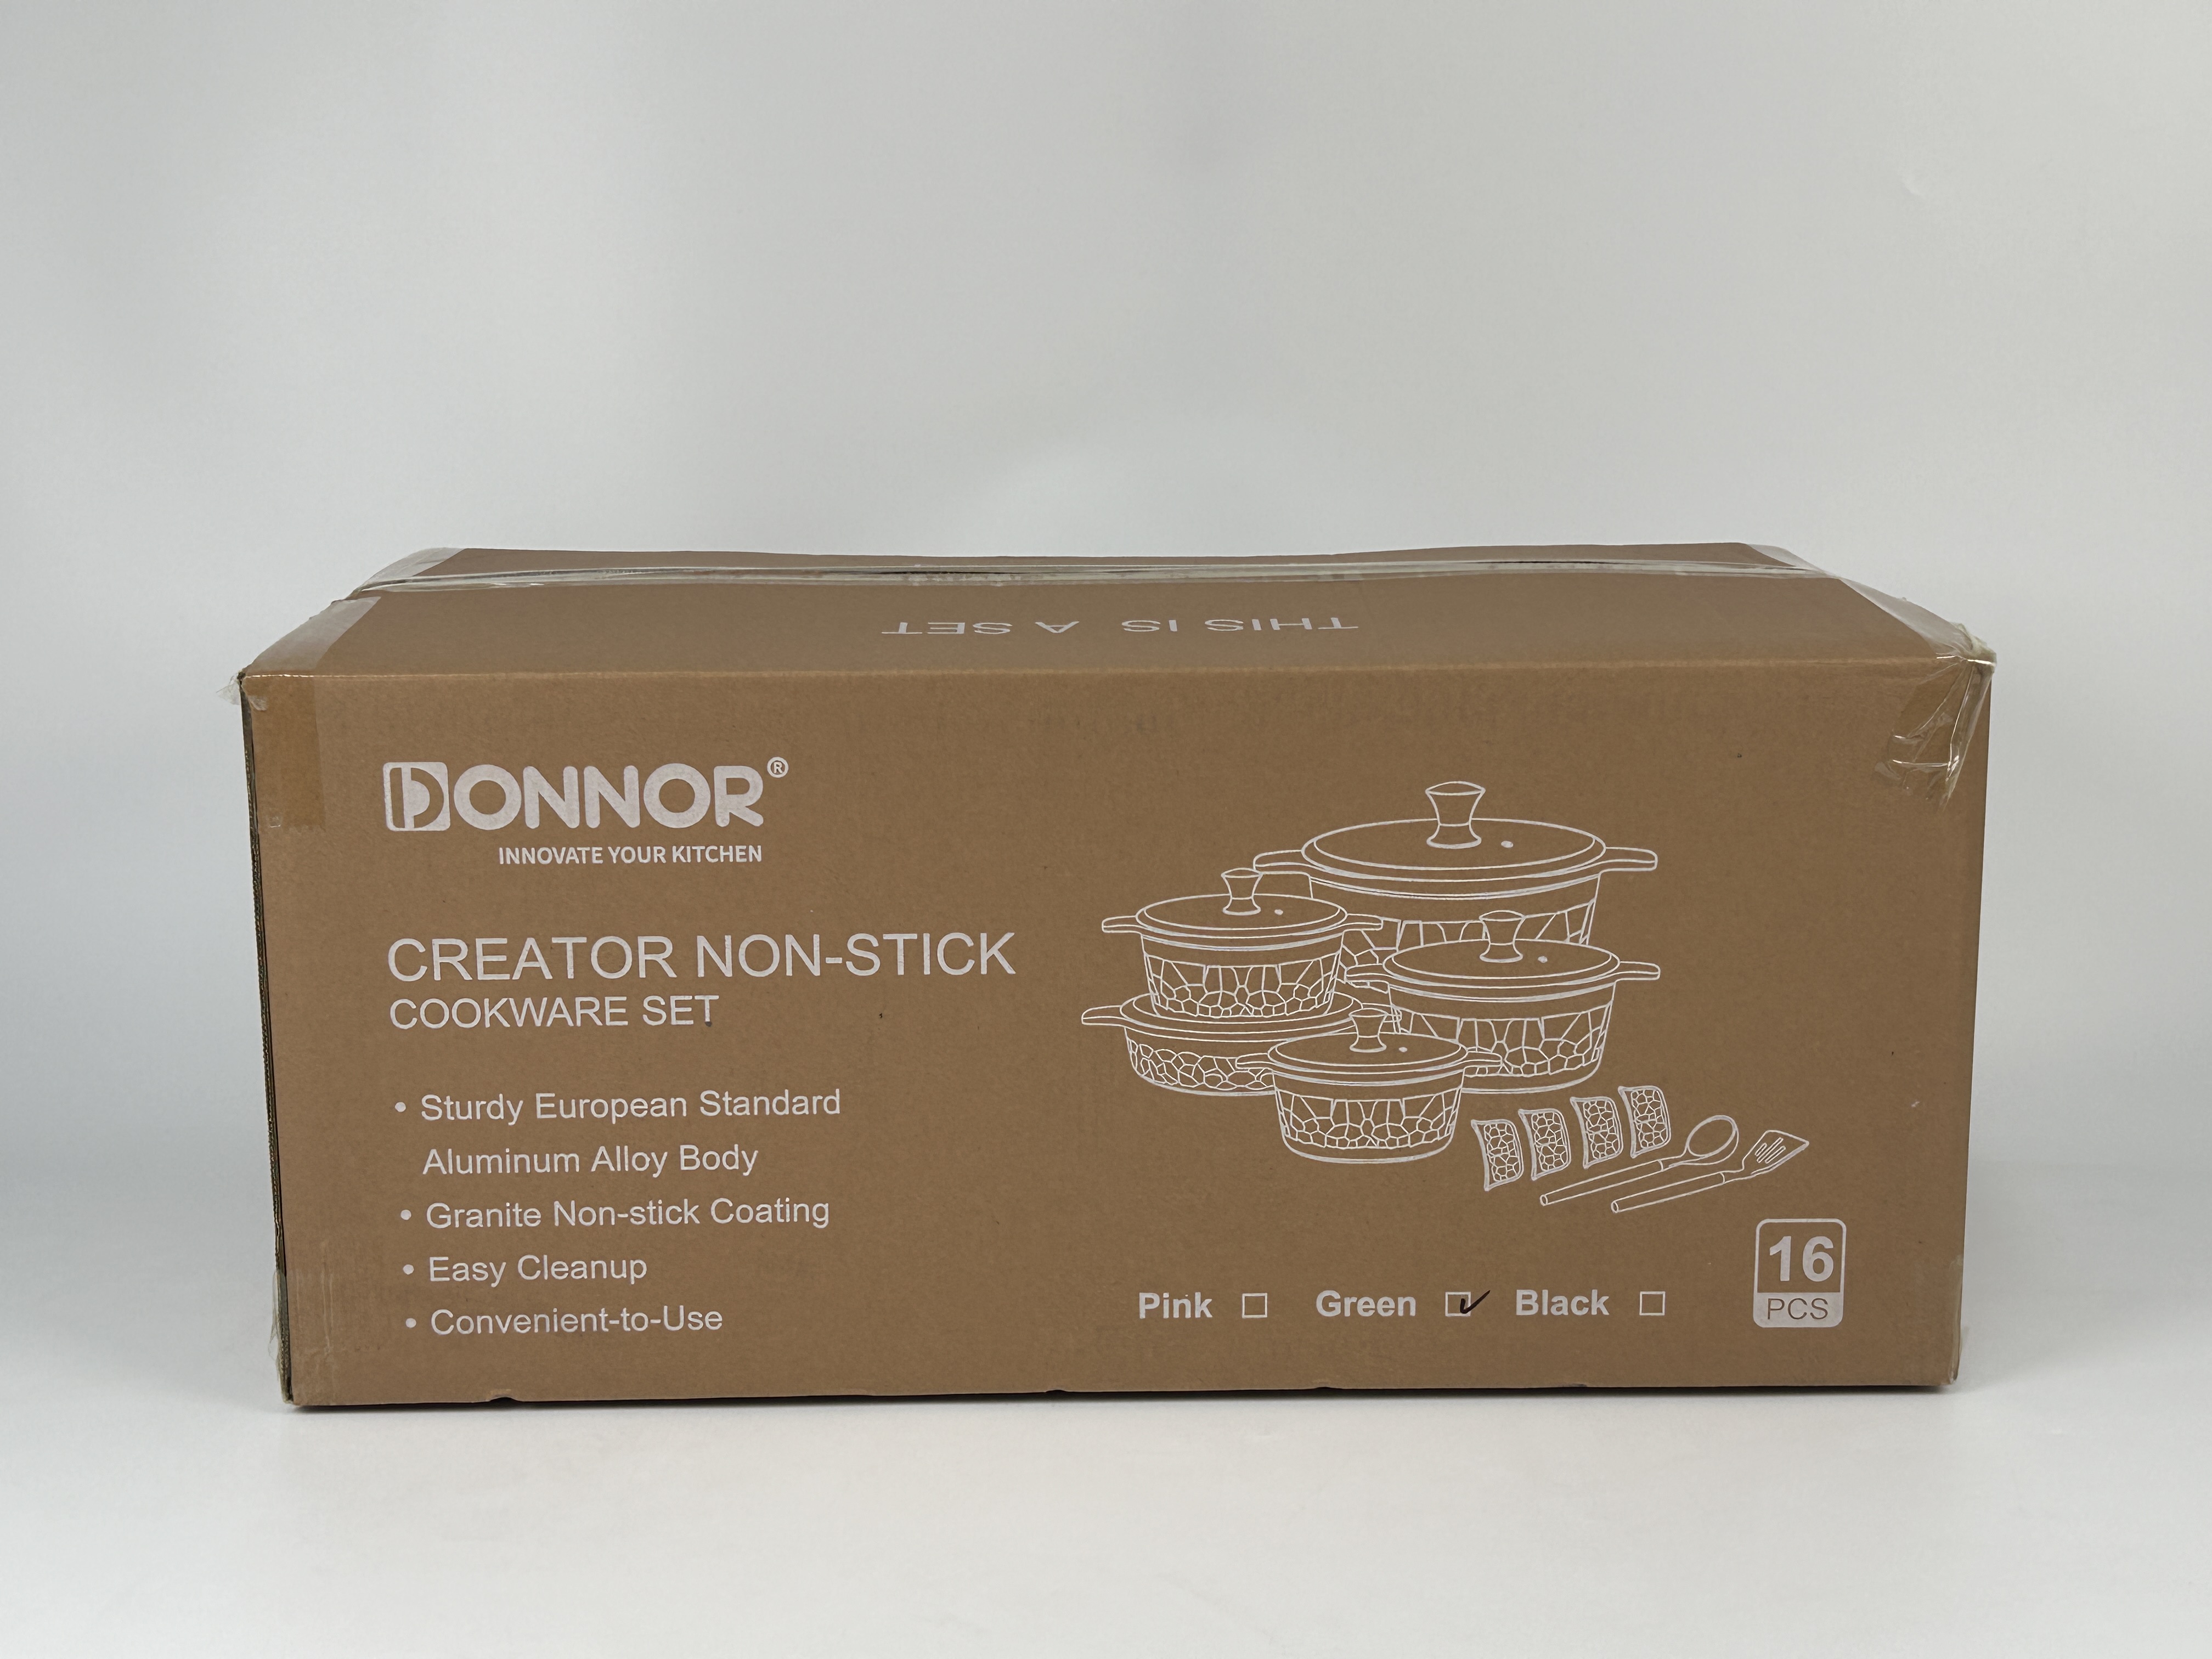 THIS IS A SET
DONNOR®
INNOVATE YOUR KITCHEN
CREATOR NON-STICK
COOKWARE SET
• Sturdy European Standard
Aluminum Alloy Body
• Granite Non-stick Coating
• Easy Cleanup
• Convenient-to-Use
Pink ☐ Green ☑ Black ☐
16
PCS